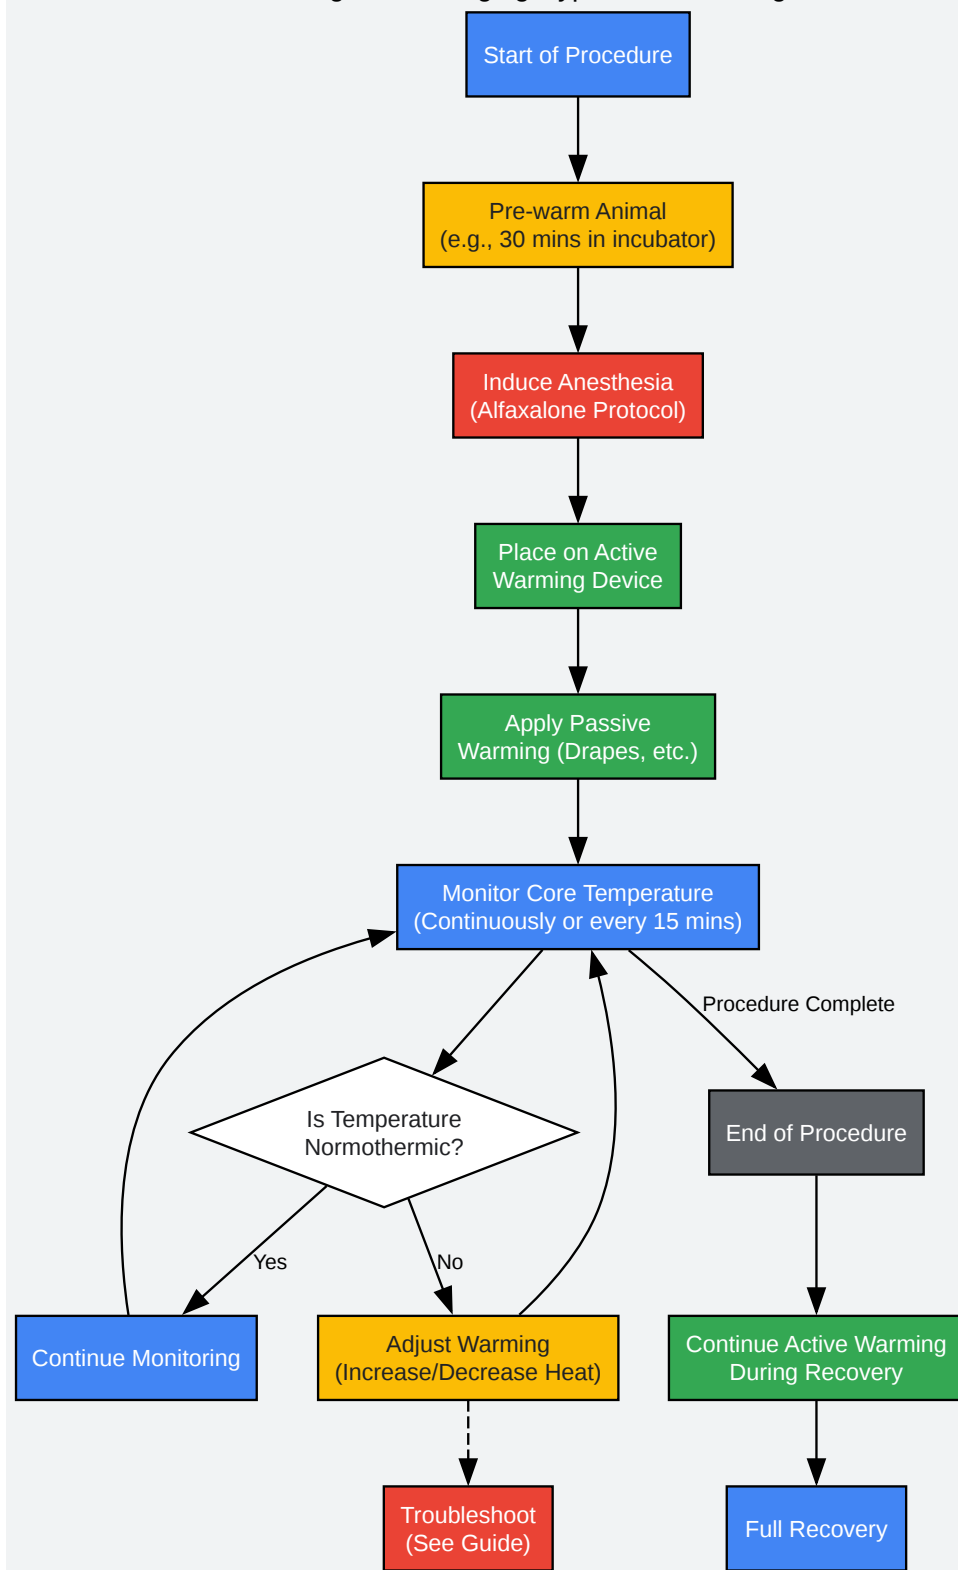 Start of Procedure
Pre-warm Animal
(e.g., 30 mins in incubator)
Induce Anesthesia
(Alfaxalone Protocol)
Place on Active
Warming Device
Apply Passive
Warming (Drapes, etc.)
Monitor Core Temperature
(Continuously or every 15 mins)
Procedure Complete
Is Temperature
Normothermic?
End of Procedure
Yes
No
Continue Monitoring
Adjust Warming
(Increase/Decrease Heat)
Continue Active Warming
During Recovery
Troubleshoot
(See Guide)
Full Recovery